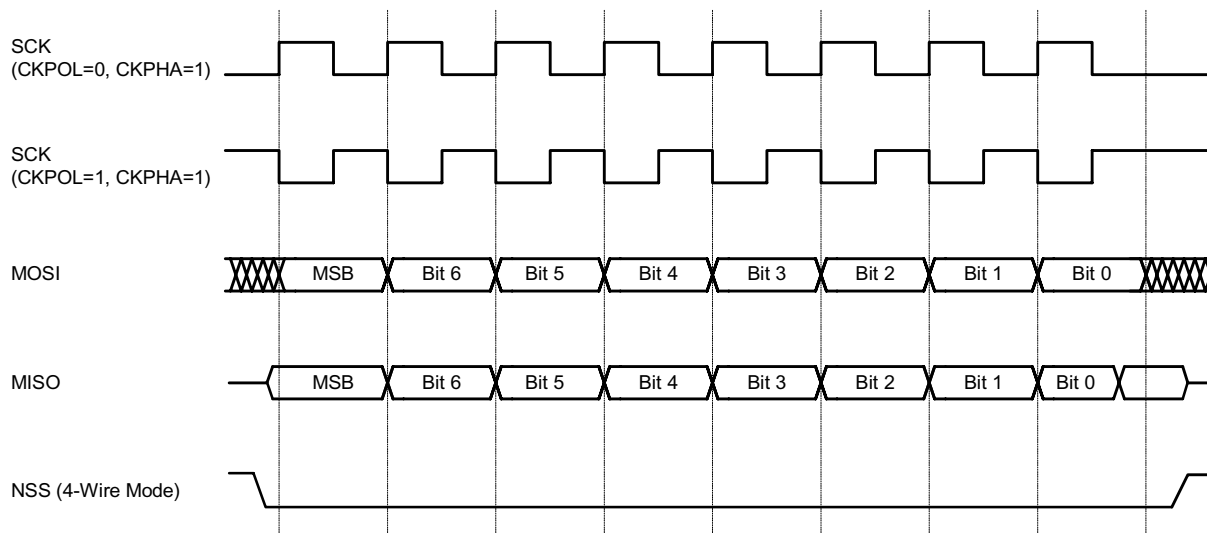 SCK
(CKPOL=0, CKPHA=1)
SCK
(CKPOL=1, CKPHA=1)
MOSI MSB Bit 6 Bit 5 Bit 4 Bit 3 Bit 2 Bit 1 Bit 0
MISO MSB Bit 6 Bit 5 Bit 4 Bit 3 Bit 2 Bit 1 Bit 0
NSS (4-Wire Mode)